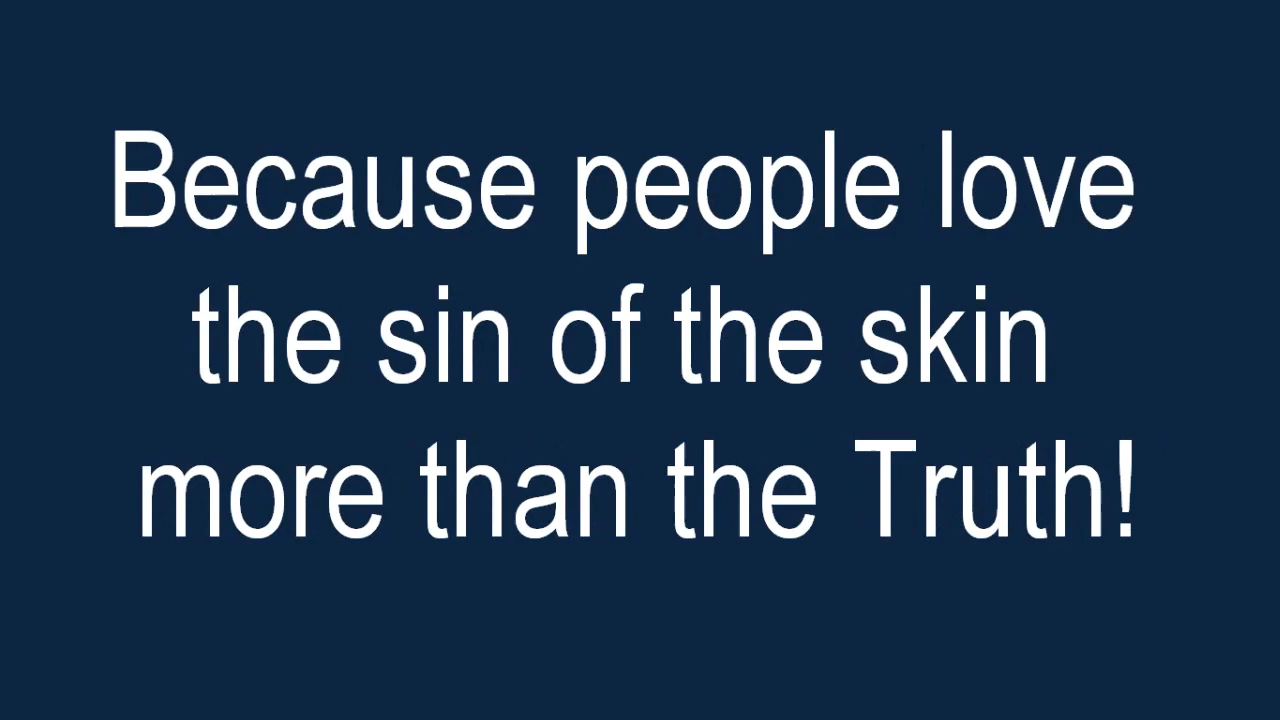 Because people love
the sin of the skin
more than the Truth!